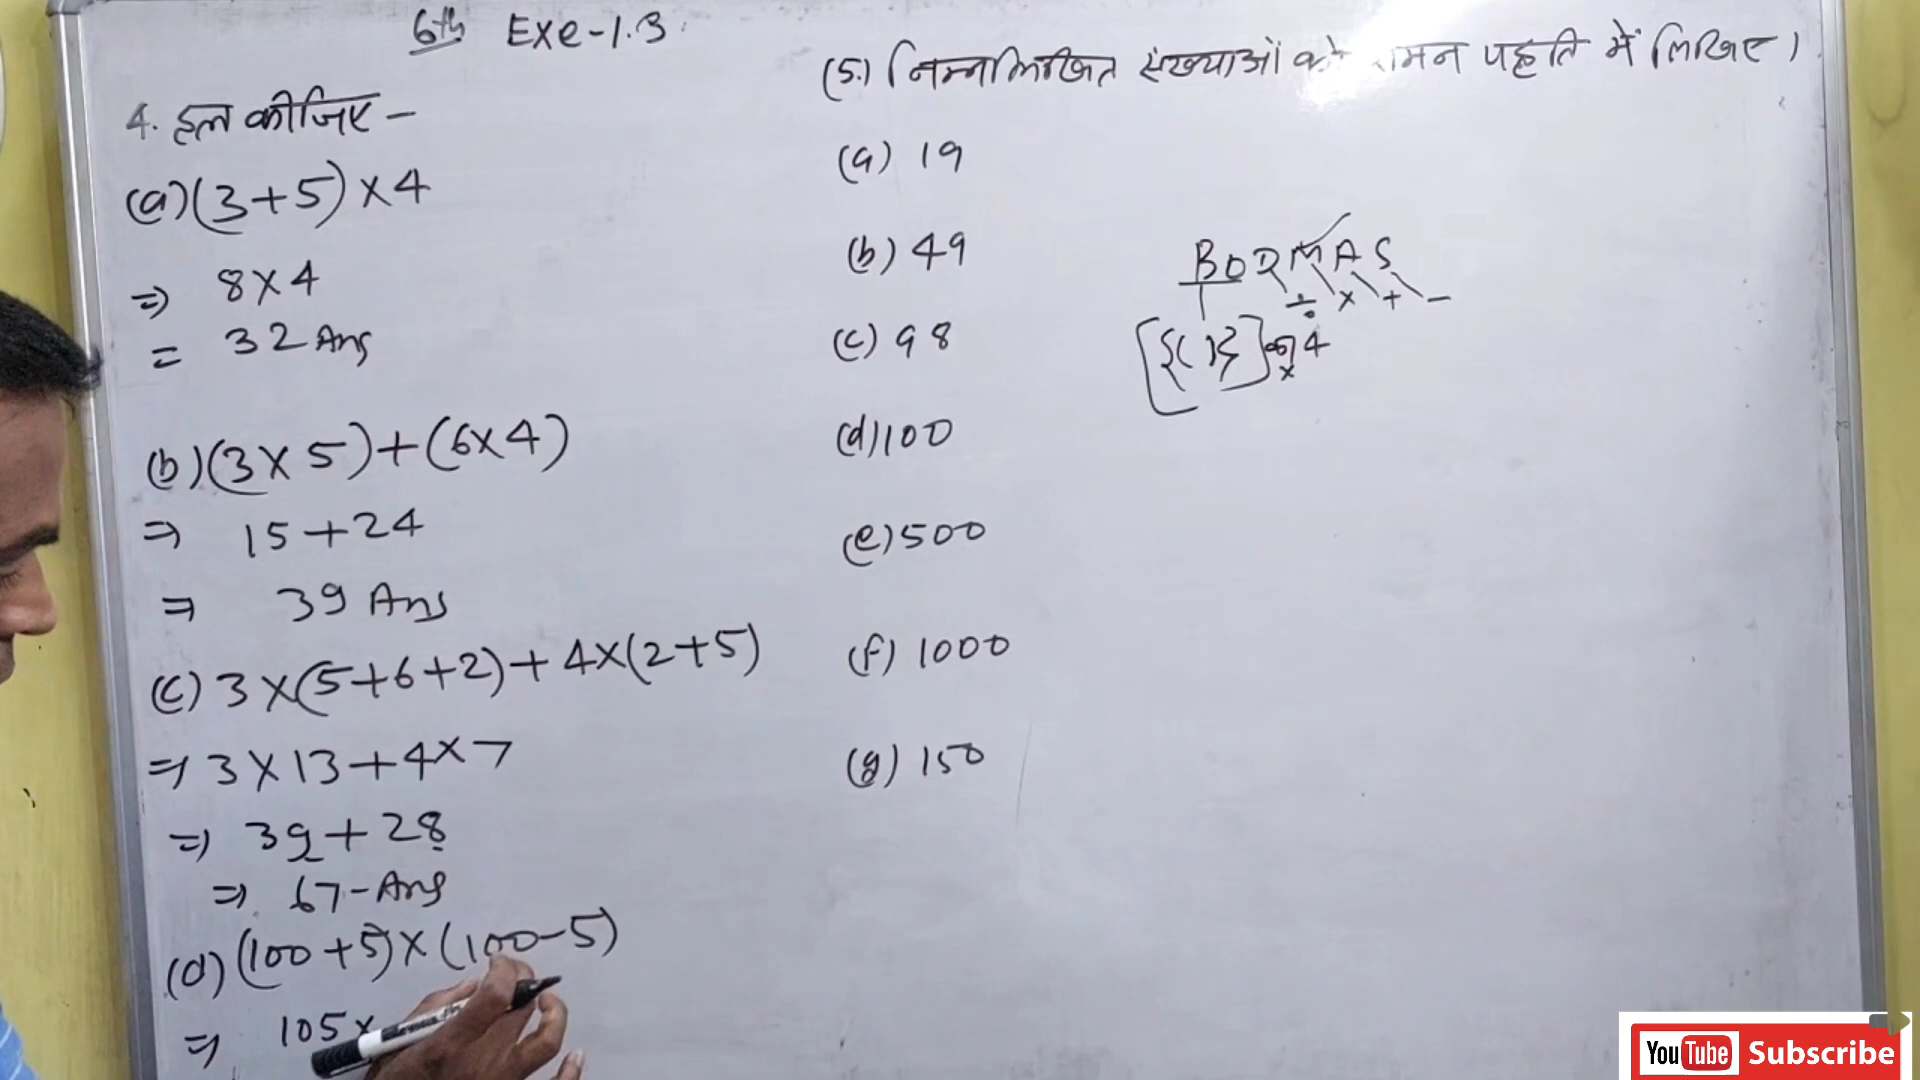 6th Exe-1.3
4. हल कीजिए -
(a) (3+5)×4
⇒ 8×4
= 32 Ans
(b) (3×5)+(6×4)
⇒ 15+24
⇒ 39 Ans
(c) 3×(5+6+2)+4×(2+5)
⇒ 3×13+4×7
⇒ 39+28
⇒ 67-Ans
(d) (100+5)×(100-5)
⇒ 105×
(5.) निम्नलिखित संख्याओं को पद्धति में लिखिए।
(a) 19
(b) 49
(c) 98
(d) 100
(e) 500
(f) 1000
(g) 150
BODMAS
÷ × + -
[{( )}] का 4
×
YouTube Subscribe